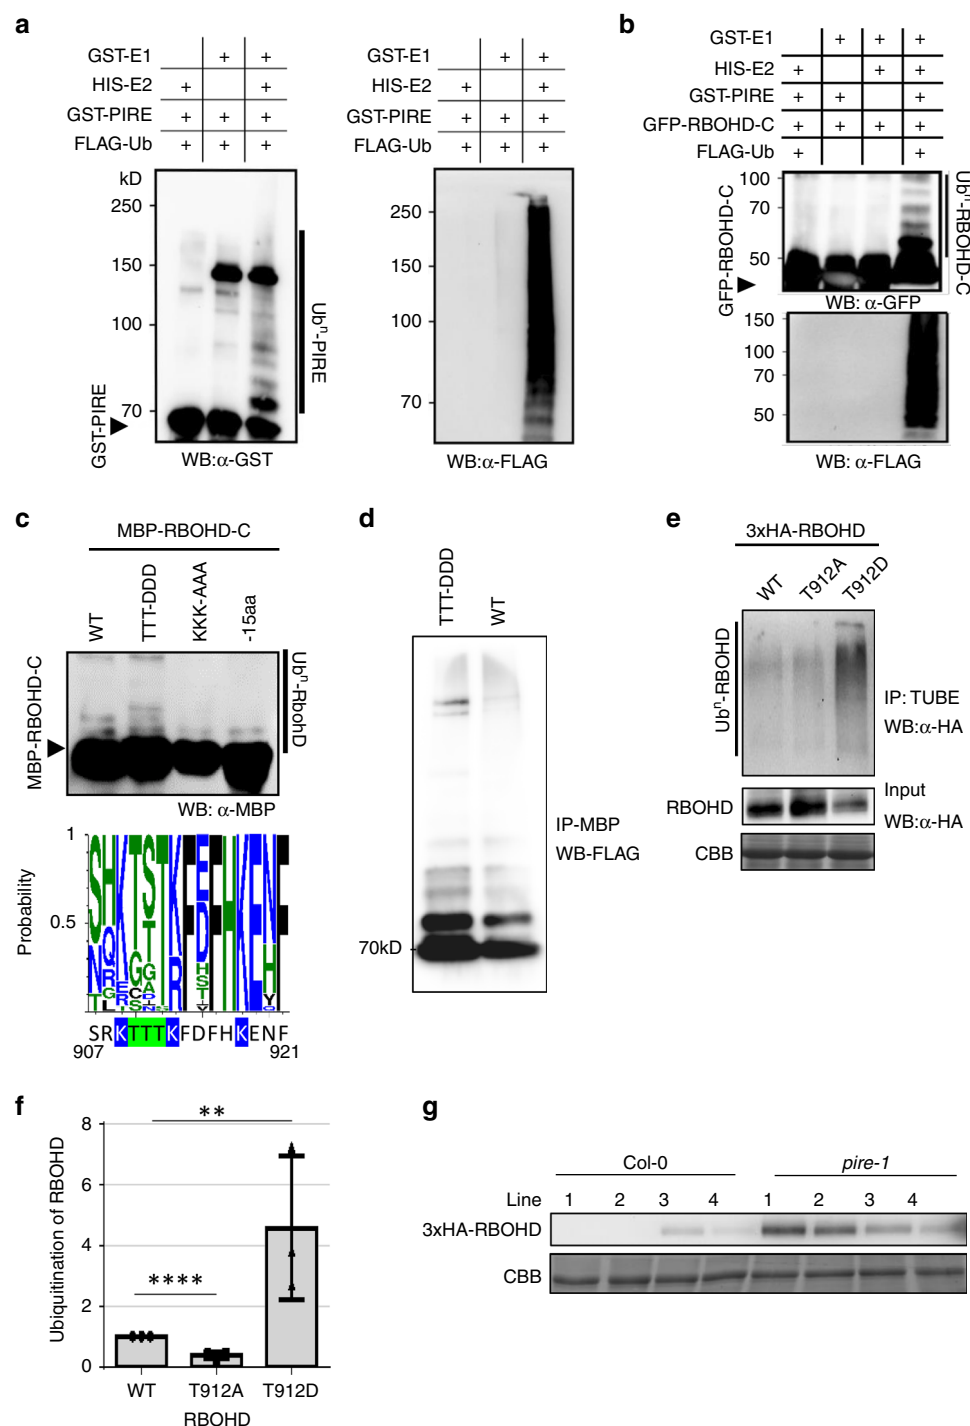 a
GST-E1 + +
HIS-E2 + +
GST-PIRE + + +
FLAG-Ub + + +
kD
250
150
100
70
GST-PIRE
Ubⁿ-PIRE
WB:α-GST
GST-E1 + +
HIS-E2 + +
GST-PIRE + + +
FLAG-Ub + + +
250
150
100
70
WB:α-FLAG
b
GST-E1 + + +
HIS-E2 + + +
GST-PIRE + + +
GFP-RBOHD-C + + + +
FLAG-Ub + +
100
70
50
GFP-RBOHD-C
Ubⁿ-RBOHD-C
WB: α-GFP
150
100
70
50
WB: α-FLAG
c
MBP-RBOHD-C
WT TTT-DDD KKK-AAA -15aa
MBP-RBOHD-C
Ubⁿ-RbohD
WB: α-MBP
Probability
1
0.5
SRKTTTKFDFHKENF
907 921
d
TTT-DDD WT
70kD
IP-MBP
WB-FLAG
e
3xHA-RBOHD
WT T912A T912D
Ubⁿ-RBOHD
IP: TUBE
WB:α-HA
RBOHD
Input
WB:α-HA
CBB
f
Ubiquitination of RBOHD
8
6
4
2
0
**
****
WT T912A T912D
RBOHD
g
Col-0 pire-1
Line 1 2 3 4 1 2 3 4
3xHA-RBOHD
CBB